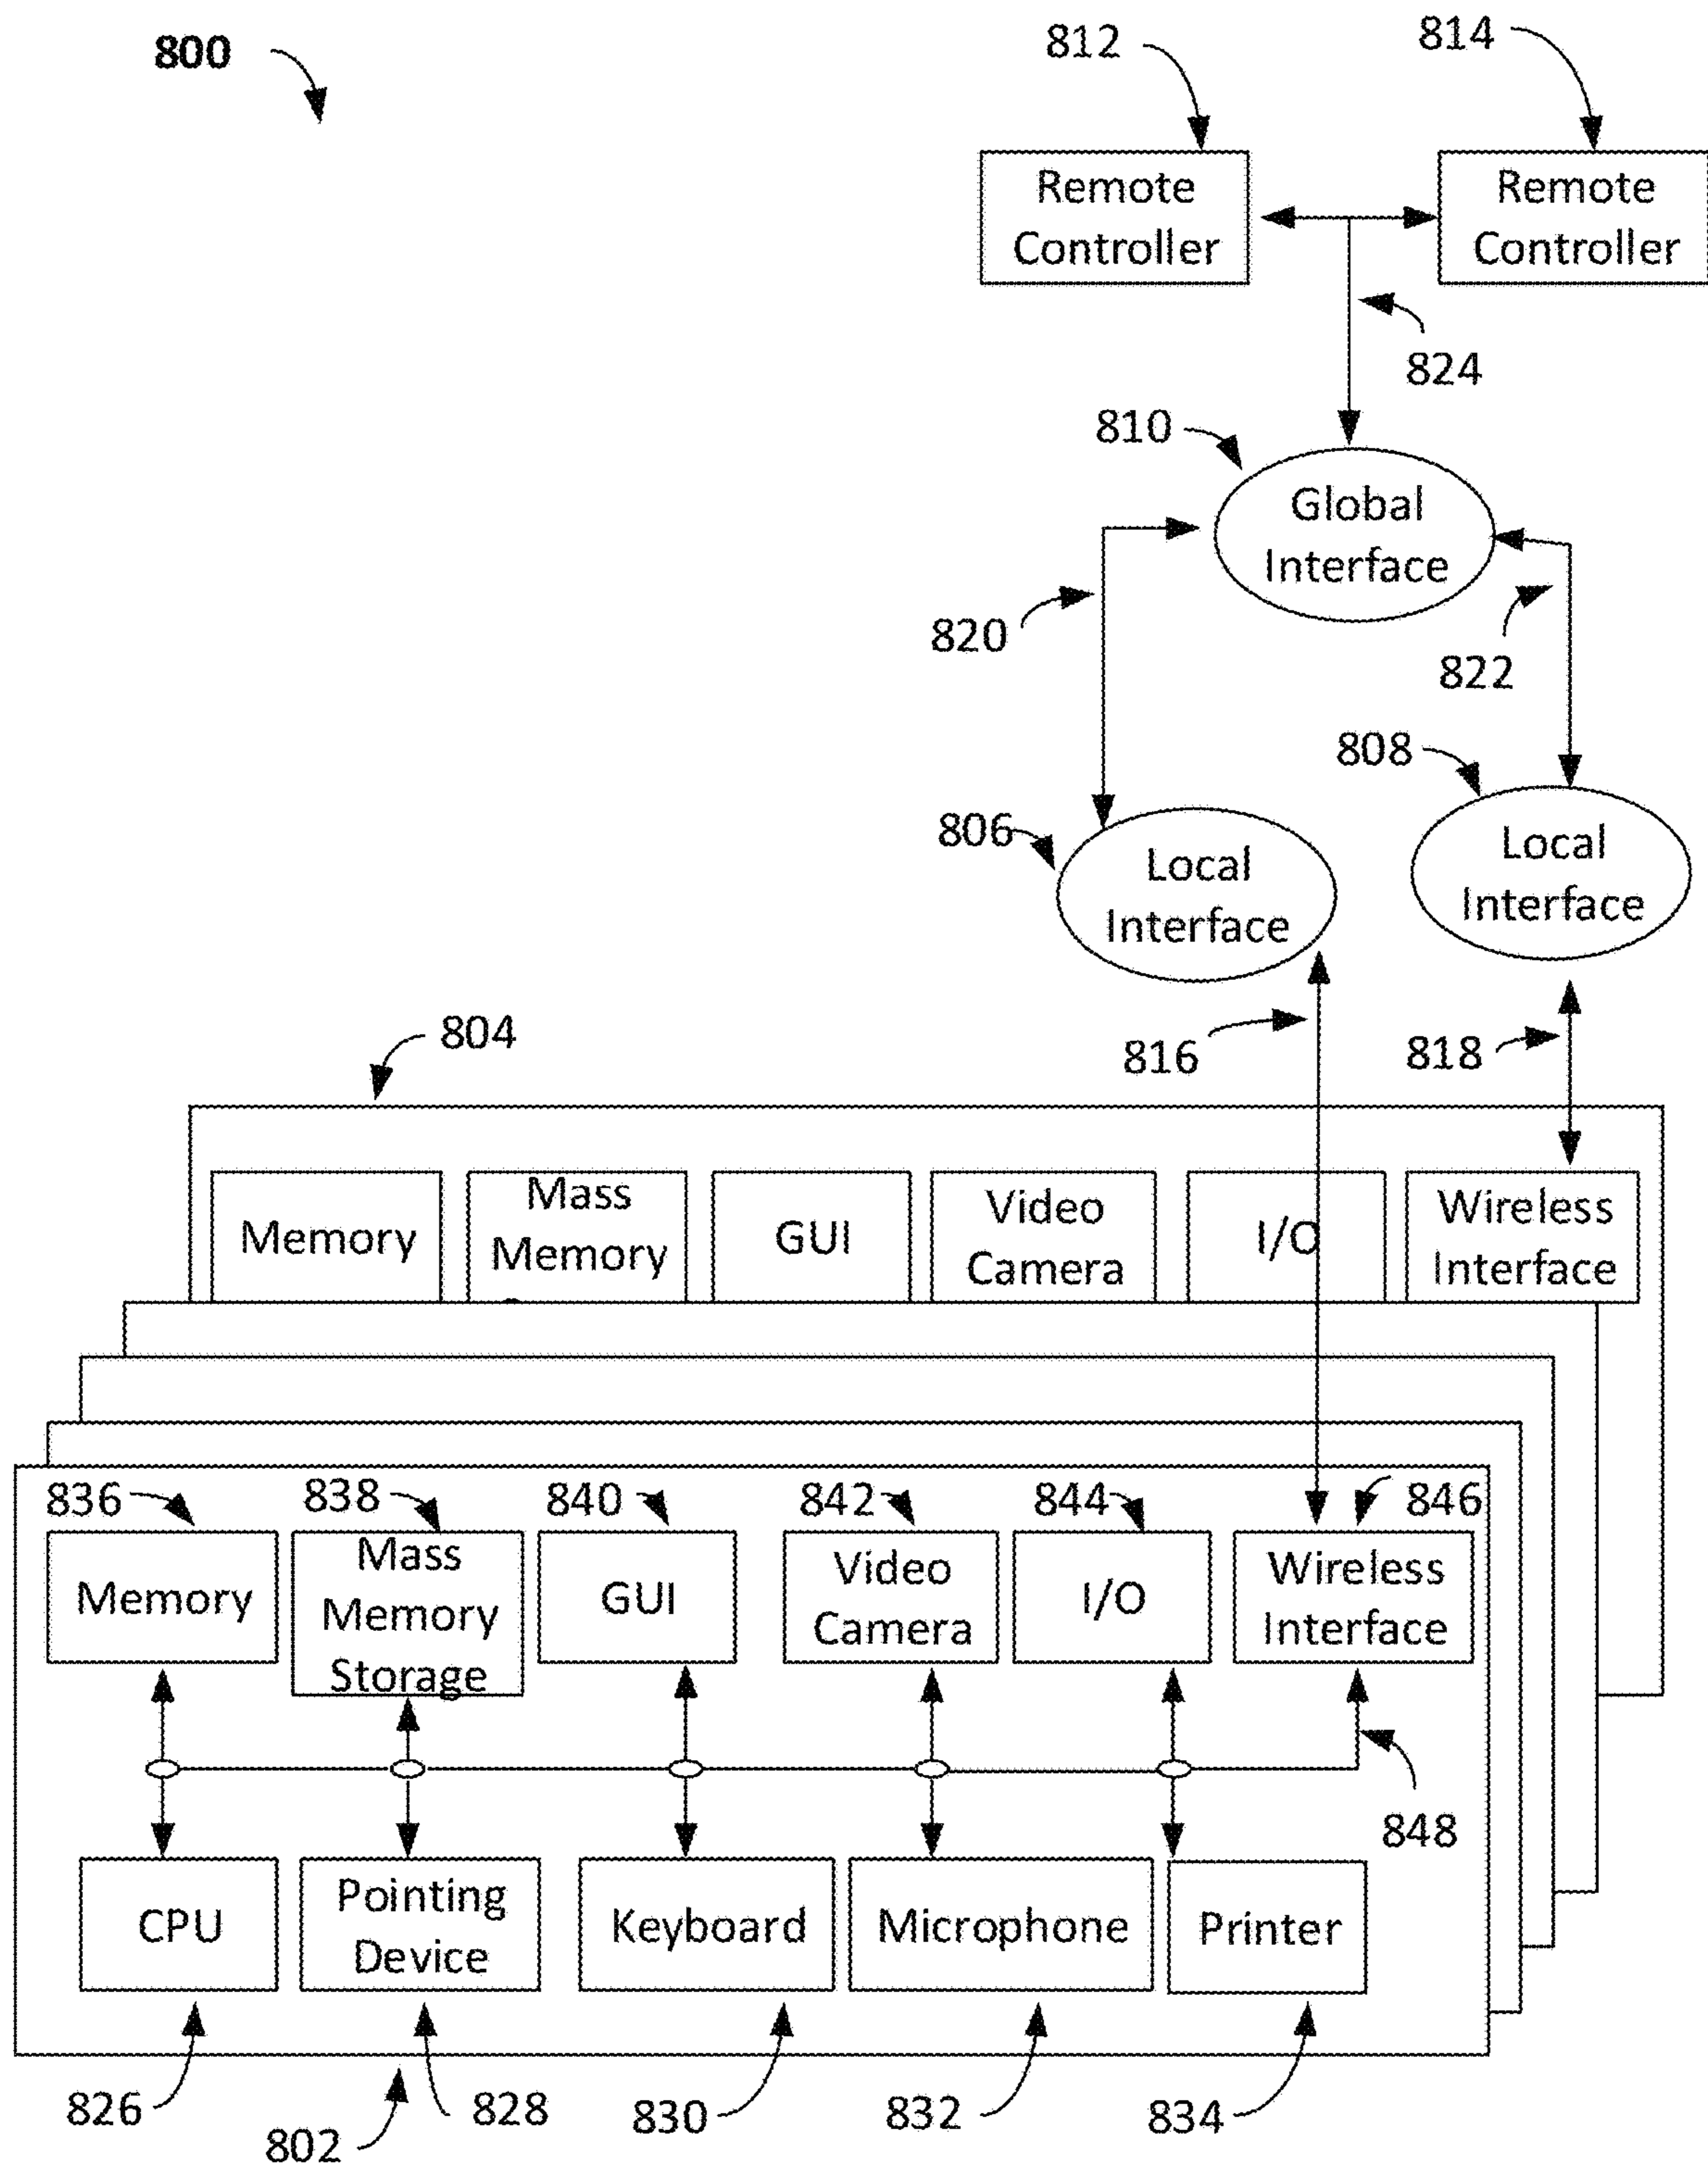 800
812
814
Remote
Controller
Remote
Controller
824
810
Global
Interface
820
822
808
806
Local
Interface
Local
Interface
804
816
818
Memory
Mass
Memory
GUI
Video
Camera
I/O
Wireless
Interface
836
838
840
842
844
846
Memory
Mass
Memory
Storage
GUI
Video
Camera
I/O
Wireless
Interface
848
CPU
Pointing
Device
Keyboard
Microphone
Printer
826
828
830
832
834
802